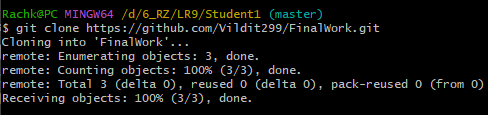 Rachk@PC MINGW64 /d/6_RZ/LR9/Student1 (master)
$ git clone https://github.com/Vildit299/FinalWork.git
Cloning into 'FinalWork'...
remote: Enumerating objects: 3, done.
remote: Counting objects: 100% (3/3), done.
remote: Total 3 (delta 0), reused 0 (delta 0), pack-reused 0 (from 0)
Receiving objects: 100% (3/3), done.